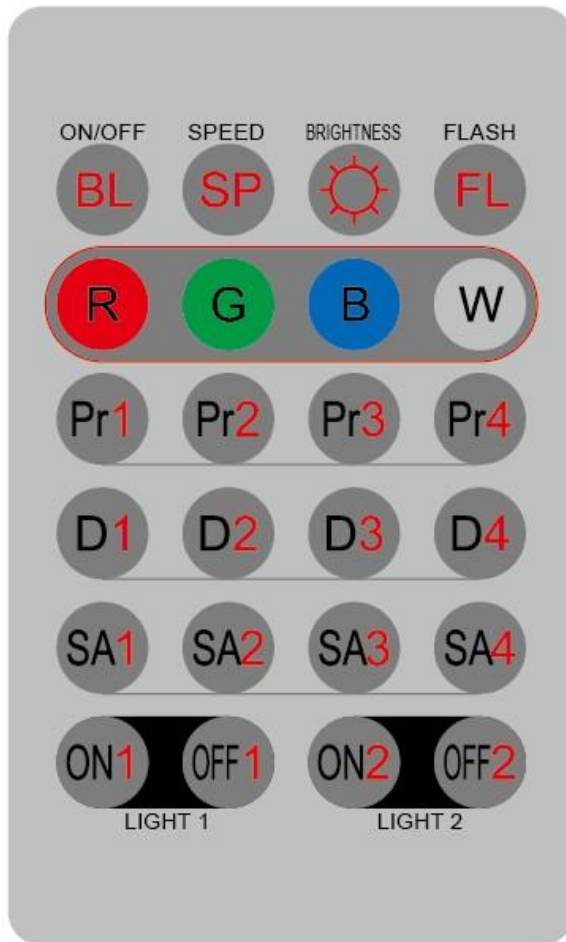 ON/OFF SPEED BRIGHTNESS FLASH
BL SP FL
R G B W
Pr1 Pr2 Pr3 Pr4
D1 D2 D3 D4
SA1 SA2 SA3 SA4
ON1 OFF1 ON2 OFF2
LIGHT 1 LIGHT 2